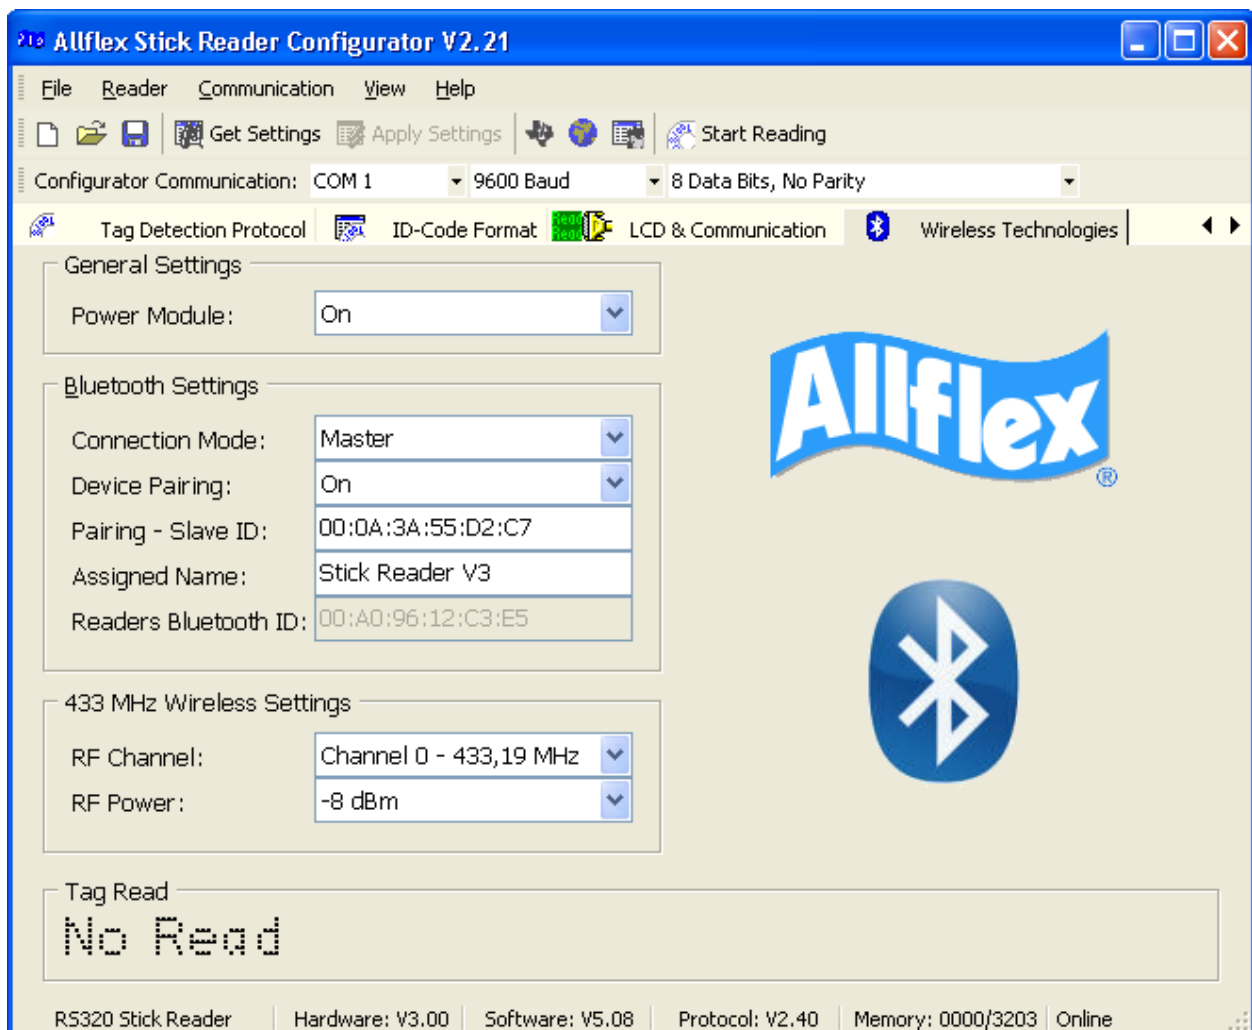 Allflex Stick Reader Configurator V2.21
File Reader Communication View Help
Get Settings Apply Settings Start Reading
Configurator Communication: COM 1 9600 Baud 8 Data Bits, No Parity
Tag Detection Protocol ID-Code Format LCD & Communication Wireless Technologies
General Settings
Power Module: On
Bluetooth Settings
Connection Mode: Master
Device Pairing: On
Pairing - Slave ID: 00:0A:3A:55:D2:C7
Assigned Name: Stick Reader V3
Readers Bluetooth ID: 00:A0:96:12:C3:E5
433 MHz Wireless Settings
RF Channel: Channel 0 - 433,19 MHz
RF Power: -8 dBm
Allflex®
Tag Read
No Read
RS320 Stick Reader Hardware: V3.00 Software: V5.08 Protocol: V2.40 Memory: 0000/3203 Online